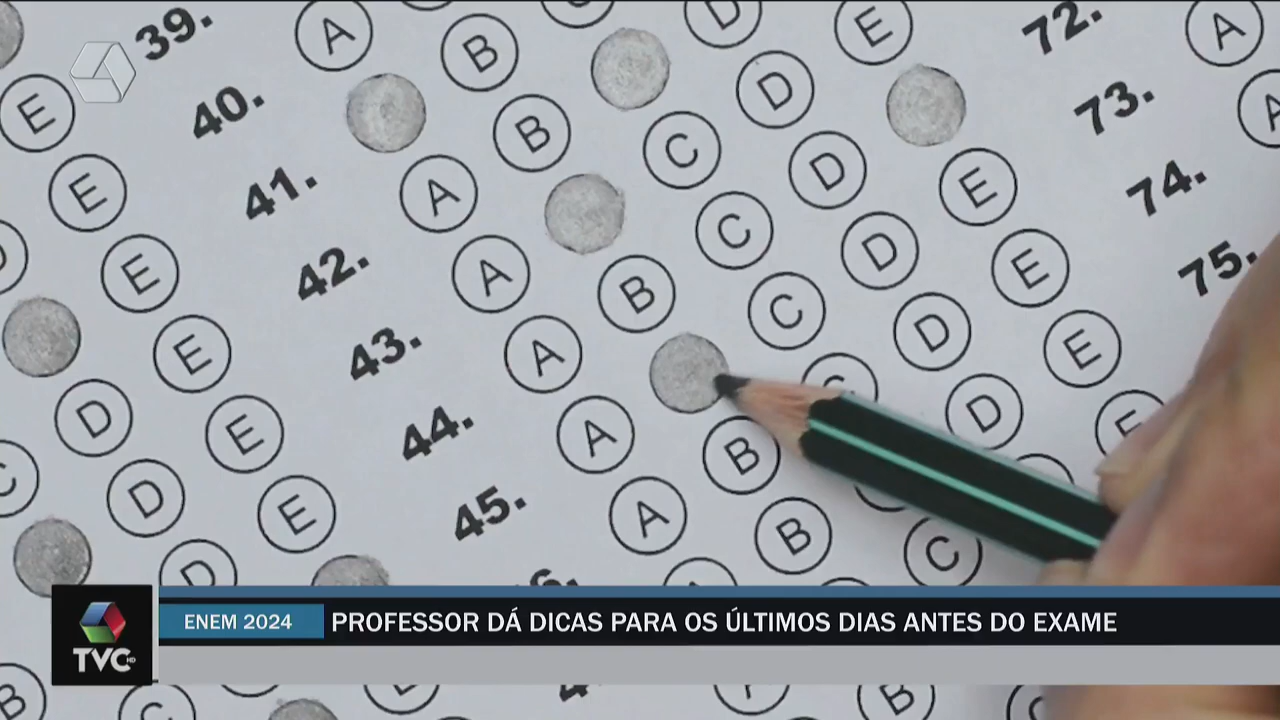 E 39.
E 40. A
E 41. B
C D E 42. A B D
D E 43. A C D E
D E 44. A B C D 72.
45. A C D E 73. A
A B C D E 74. A
A B D E 75.
B C
ENEM 2024
PROFESSOR DÁ DICAS PARA OS ÚLTIMOS DIAS ANTES DO EXAME
TVC HD